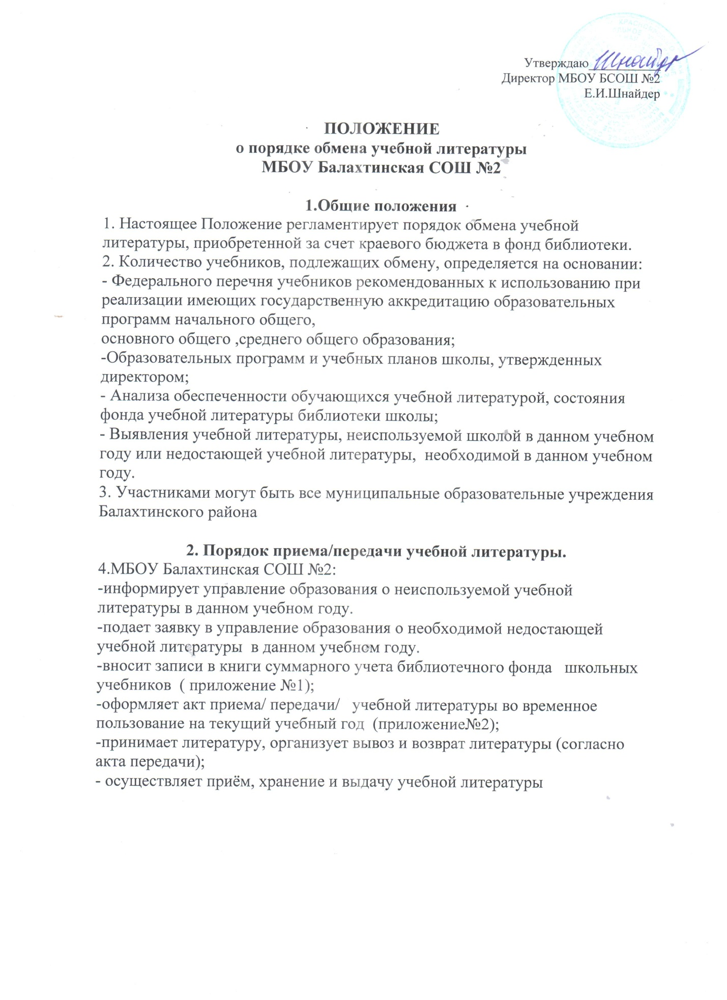 Утверждаю Шнайдер
Директор МБОУ БСОШ №2
Е.И.Шнайдер
ПОЛОЖЕНИЕ
о порядке обмена учебной литературы
МБОУ Балахтинская СОШ №2
1.Общие положения
1. Настоящее Положение регламентирует порядок обмена учебной
литературы, приобретенной за счет краевого бюджета в фонд библиотеки.
2. Количество учебников, подлежащих обмену, определяется на основании:
- Федерального перечня учебников рекомендованных к использованию при
реализации имеющих государственную аккредитацию образовательных
программ начального общего,
основного общего ,среднего общего образования;
-Образовательных программ и учебных планов школы, утвержденных
директором;
- Анализа обеспеченности обучающихся учебной литературой, состояния
фонда учебной литературы библиотеки школы;
- Выявления учебной литературы, неиспользуемой школой в данном учебном
году или недостающей учебной литературы,  необходимой в данном учебном
году.
3. Участниками могут быть все муниципальные образовательные учреждения
Балахтинского района
2. Порядок приема/передачи учебной литературы.
4.МБОУ Балахтинская СОШ №2:
-информирует управление образования о неиспользуемой учебной
литературы в данном учебном году.
-подает заявку в управление образования о необходимой недостающей
учебной литературы  в данном учебном году.
-вносит записи в книги суммарного учета библиотечного фонда   школьных
учебников  ( приложение №1);
-оформляет акт приема/ передачи/   учебной литературы во временное
пользование на текущий учебный год  (приложение№2);
-принимает литературу, организует вывоз и возврат литературы (согласно
акта передачи);
- осуществляет приём, хранение и выдачу учебной литературы